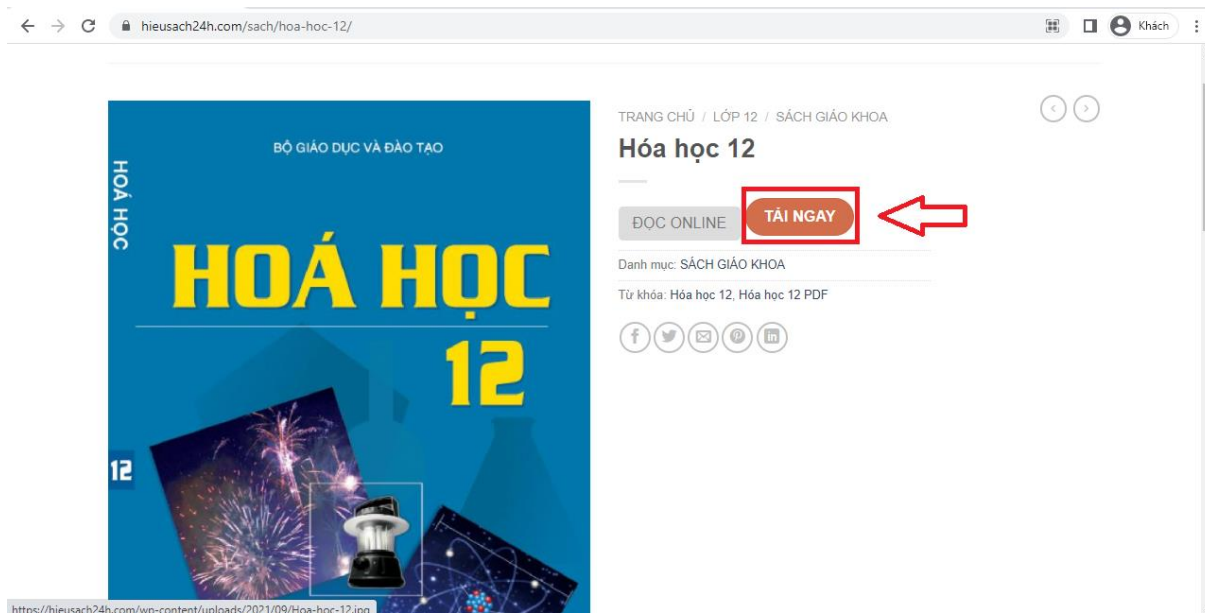 hieusach24h.com/sach/hoa-hoc-12/
Khách
BỘ GIÁO DỤC VÀ ĐÀO TẠO
HOÁ HỌC
HOÁ HỌC
12
12
TRANG CHỦ / LỚP 12 / SÁCH GIÁO KHOA
Hóa học 12
ĐỌC ONLINE
TẢI NGAY
Danh mục: SÁCH GIÁO KHOA
Từ khóa: Hóa học 12, Hóa học 12 PDF
https://hieusach24h.com/wp-content/uploads/2021/09/Hoa-hoc-12.jpg